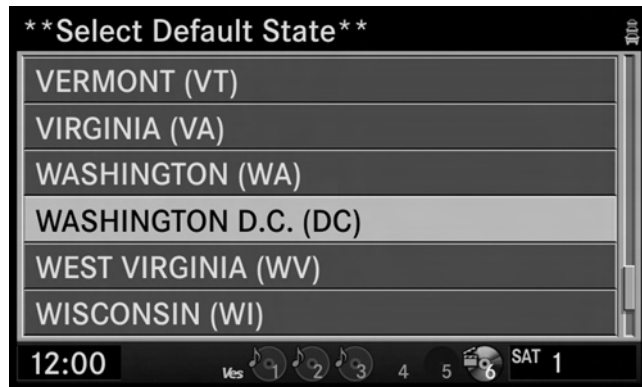 **Select Default State**
VERMONT (VT)
VIRGINIA (VA)
WASHINGTON (WA)
WASHINGTON D.C. (DC)
WEST VIRGINIA (WV)
WISCONSIN (WI)
12:00 Ves 1 2 3 4 5 6 SAT 1